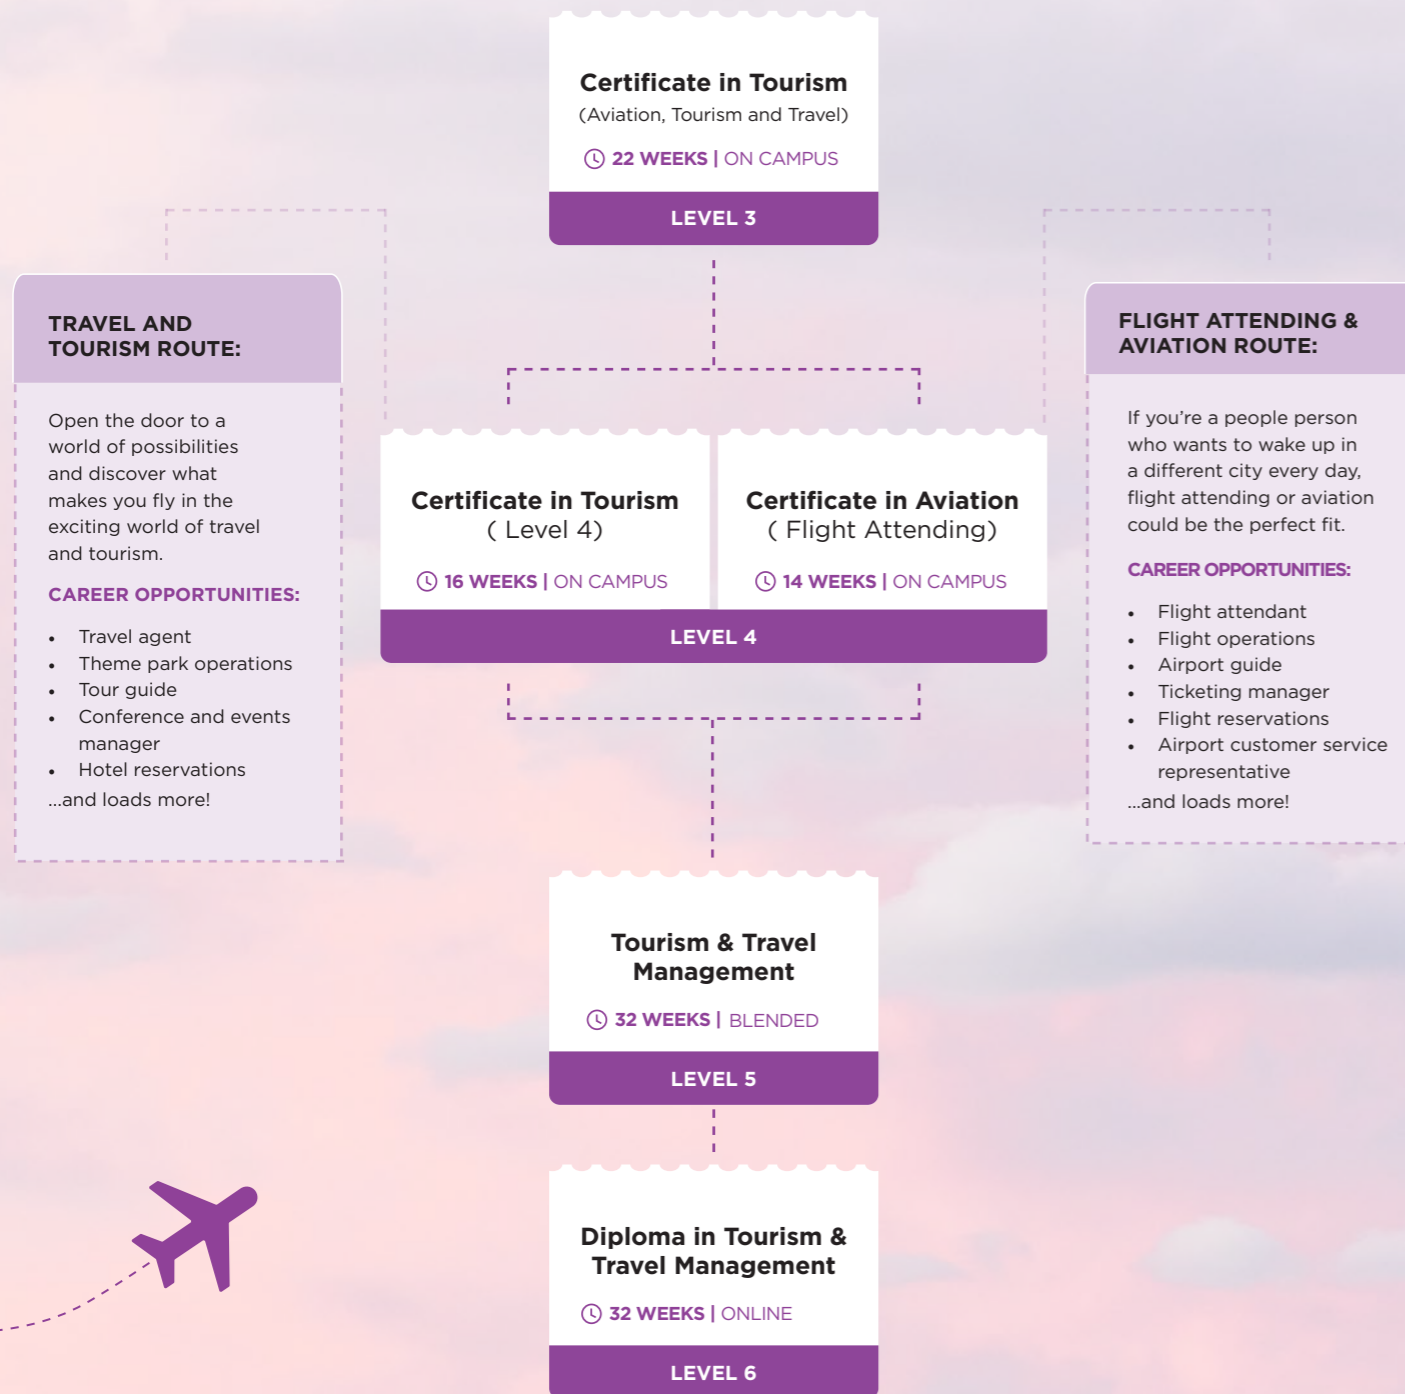 Certificate in Tourism
(Aviation, Tourism and Travel)
22 WEEKS | ON CAMPUS
LEVEL 3
TRAVEL AND
TOURISM ROUTE:
Open the door to a
world of possibilities
and discover what
makes you fly in the
exciting world of travel
and tourism.
CAREER OPPORTUNITIES:
• Travel agent
• Theme park operations
• Tour guide
• Conference and events
manager
• Hotel reservations
...and loads more!
FLIGHT ATTENDING &
AVIATION ROUTE:
If you’re a people person
who wants to wake up in
a different city every day,
flight attending or aviation
could be the perfect fit.
CAREER OPPORTUNITIES:
• Flight attendant
• Flight operations
• Airport guide
• Ticketing manager
• Flight reservations
• Airport customer service
representative
...and loads more!
Certificate in Tourism
( Level 4)
16 WEEKS | ON CAMPUS
Certificate in Aviation
( Flight Attending)
14 WEEKS | ON CAMPUS
LEVEL 4
Tourism & Travel
Management
32 WEEKS | BLENDED
LEVEL 5
Diploma in Tourism &
Travel Management
32 WEEKS | ONLINE
LEVEL 6